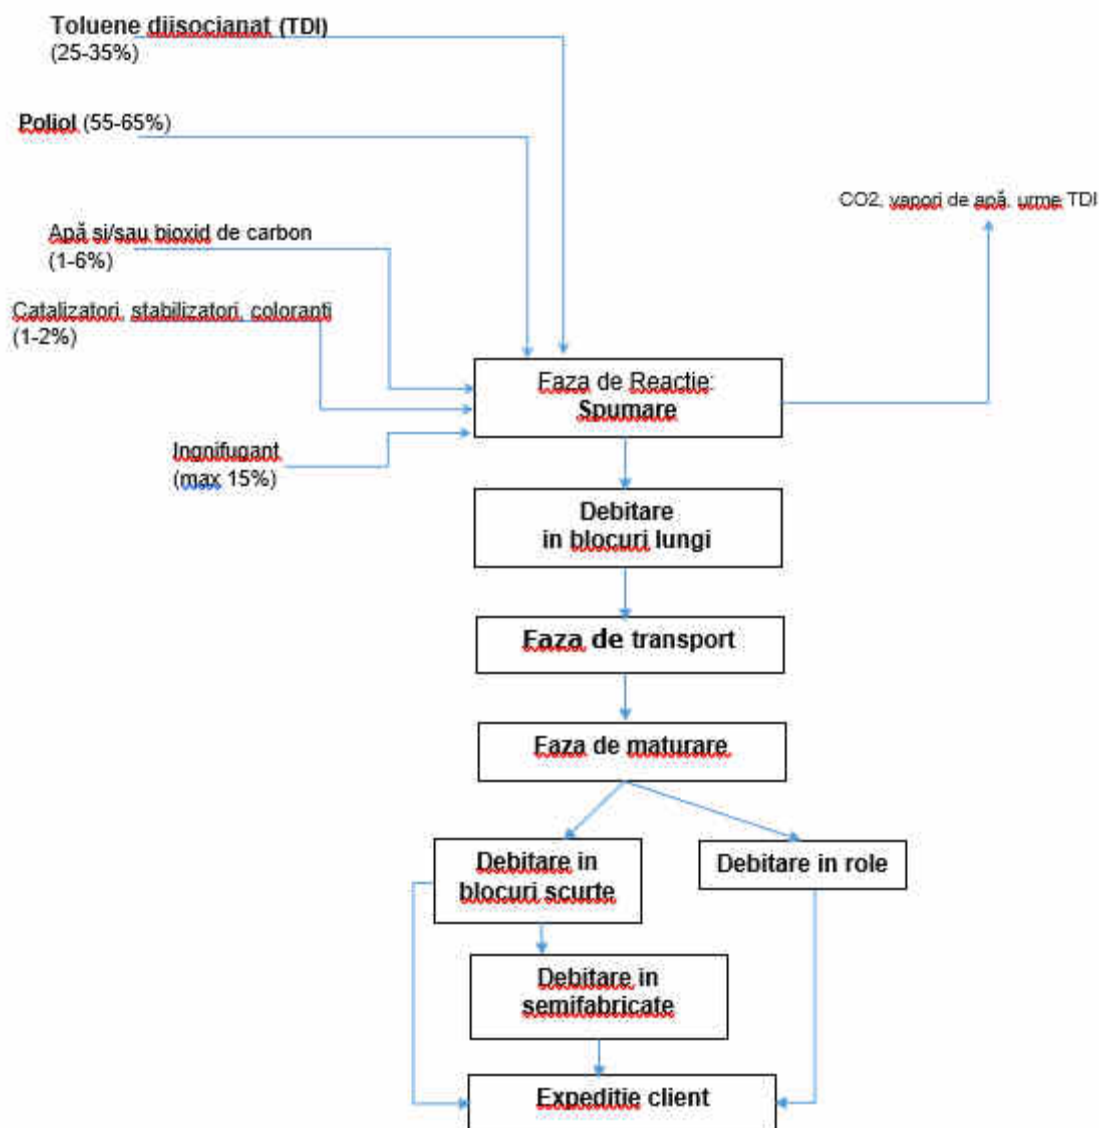 Toluene diisocianat (TDI)
(25-35%)
Poliol (55-65%)
CO2, vapori de apă, urme TDI
Apă si/sau bioxid de carbon
(1-6%)
Catalizatori, stabilizatori, coloranti
(1-2%)
Faza de Reactie:
Spumare
Ingnifugant
(max 15%)
Debitare
in blocuri lungi
Faza de transport
Faza de maturare
Debitare in
blocuri scurte
Debitare in role
Debitare in
semifabricate
Expeditie client